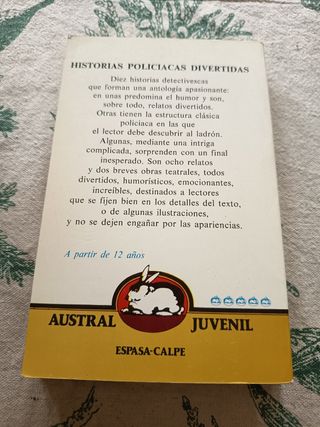 HISTORIAS POLICIACAS DIVERTIDAS
Diez historias detectivescas
que forman una antología apasionante:
en unas predomina el humor y son,
sobre todo, relatos divertidos.
Otras tienen la estructura clásica
policiaca en las que
el lector debe descubrir al ladrón.
Algunas, mediante una intriga
complicada, sorprenden con un final
inesperado. Son ocho relatos
y dos breves obras teatrales, todos
divertidos, humorísticos, emocionantes,
increíbles, destinados a lectores
que se fijen bien en los detalles del texto,
o de algunas ilustraciones,
y no se dejen engañar por las apariencias.
A partir de 12 años
AUSTRAL JUVENIL
ESPASA-CALPE